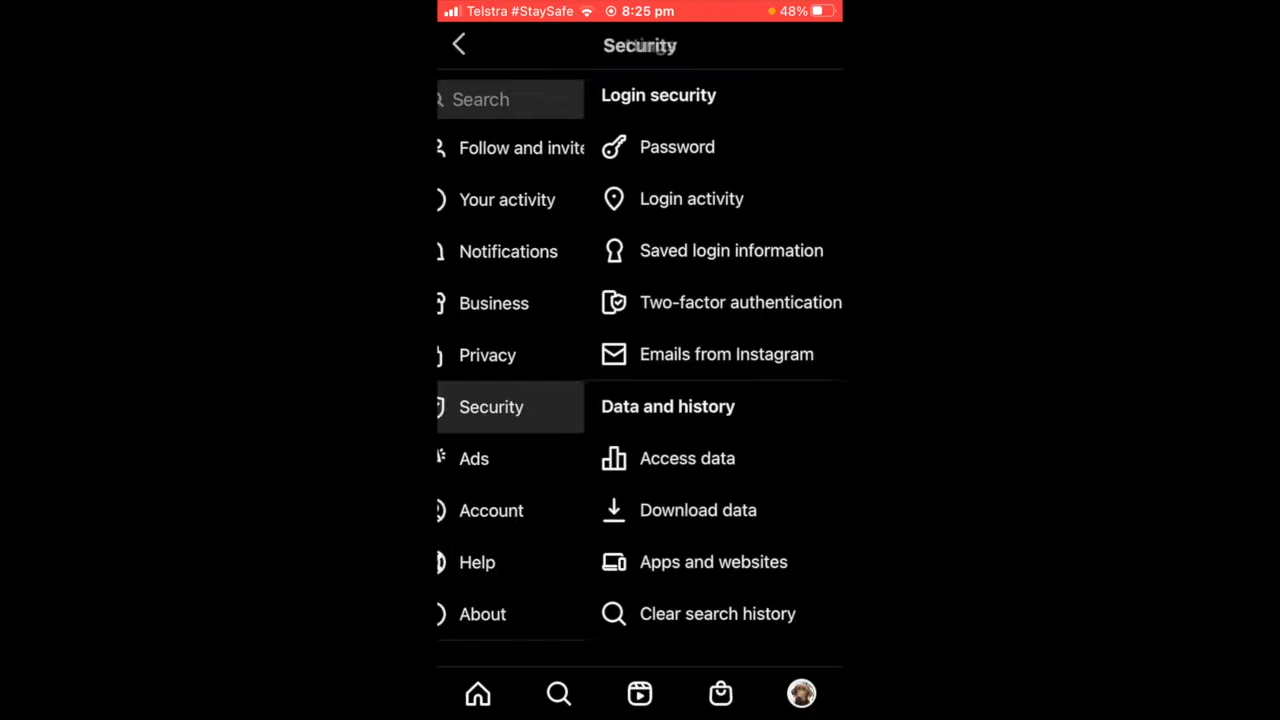 Telstra #StaySafe 8:25 pm 48%
Security
Search
Follow and invite
Your activity
Notifications
Business
Privacy
Security
Ads
Account
Help
About
Login security
Password
Login activity
Saved login information
Two-factor authentication
Emails from Instagram
Data and history
Access data
Download data
Apps and websites
Clear search history